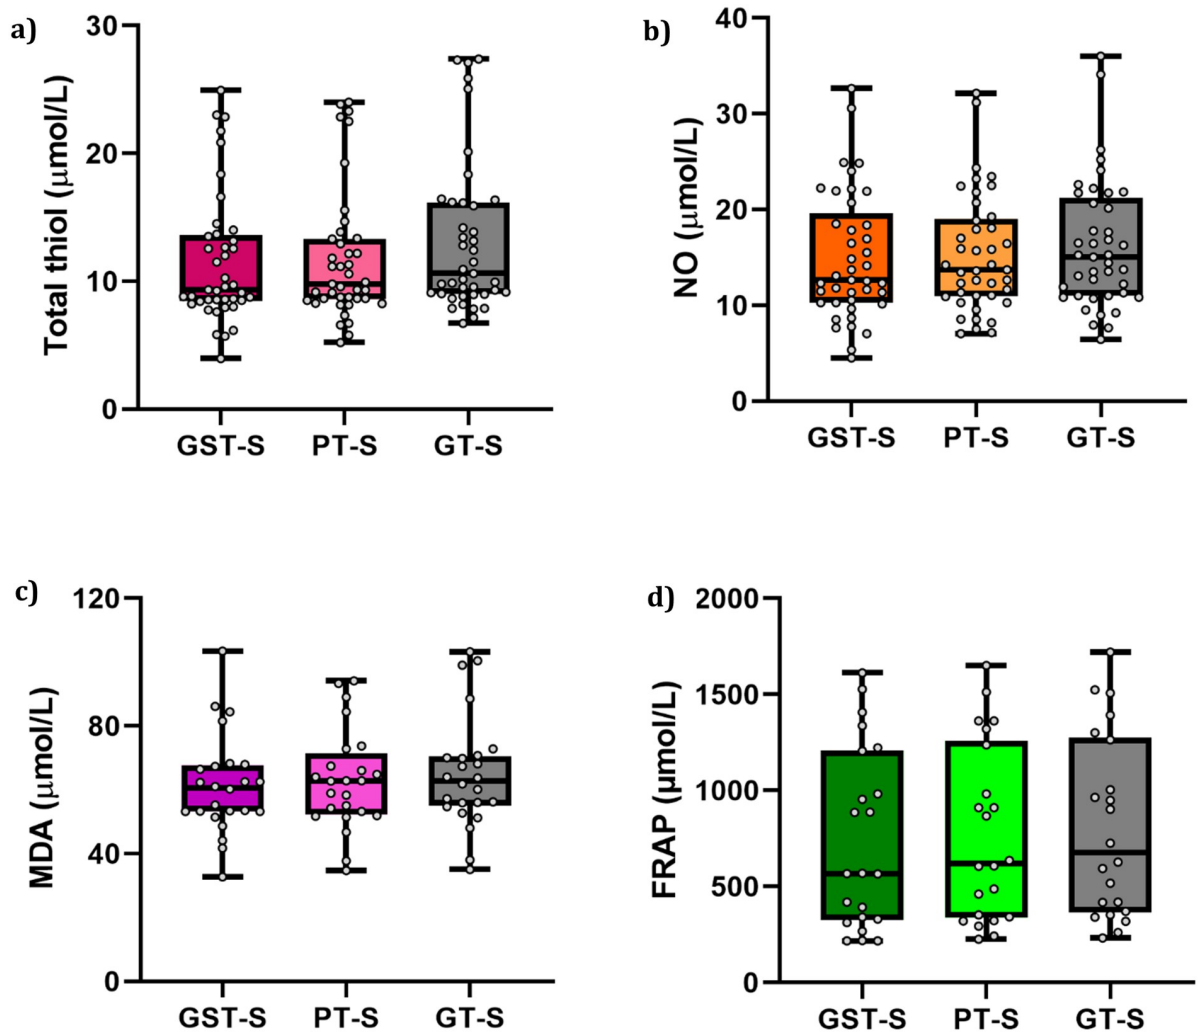 a)
30
20
10
0
Total thiol (μmol/L)
GST-S PT-S GT-S
b)
40
30
20
10
0
NO (μmol/L)
GST-S PT-S GT-S
c)
120
80
40
0
MDA (μmol/L)
GST-S PT-S GT-S
d)
2000
1500
1000
500
0
FRAP (μmol/L)
GST-S PT-S GT-S